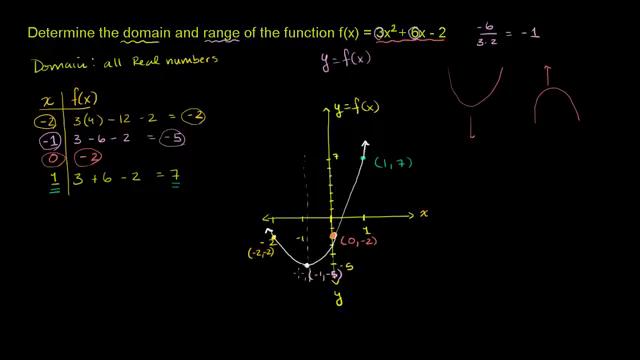 Determine the domain and range of the function f(x) = 3x² + 6x - 2
-6
3·2
= -1
Domain: all Real numbers
y = f(x)
x f(x)
-2 3(4) - 12 - 2 = -2
-1 3 - 6 - 2 = -5
0 -2
1 3 + 6 - 2 = 7
y = f(x)
7
(1, 7)
x
-2
-1
1
(-2, -2)
(0, -2)
(-1, -5)
-5
y